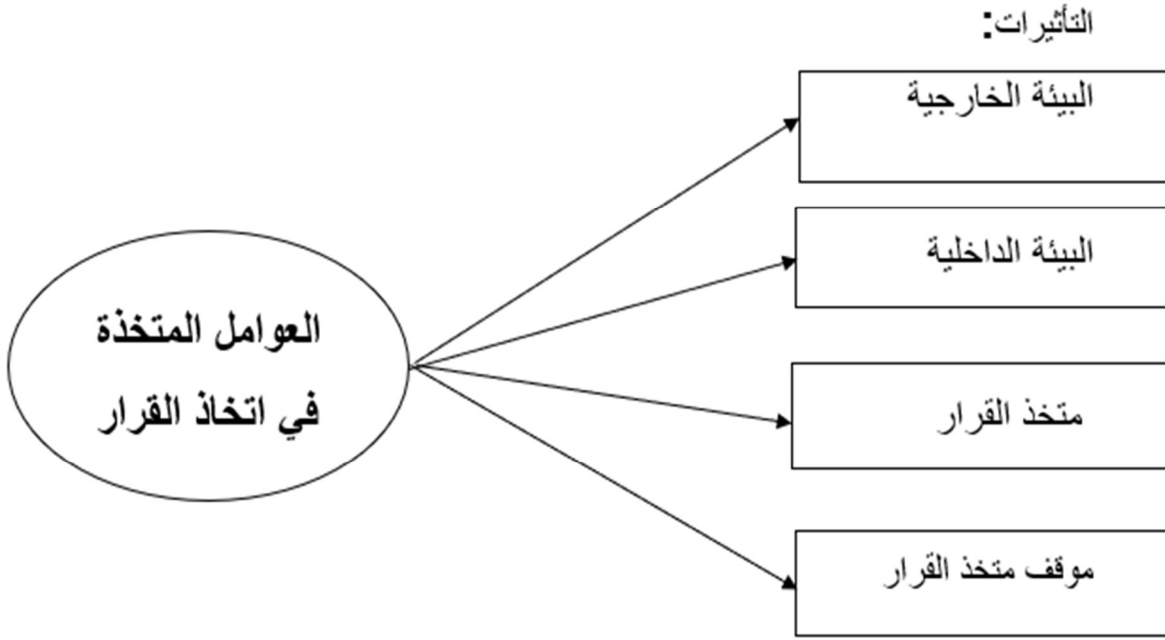 التأثيرات:
البيئة الخارجية
البيئة الداخلية
العوامل المتخذة
في اتخاذ القرار
متخذ القرار
موقف متخذ القرار